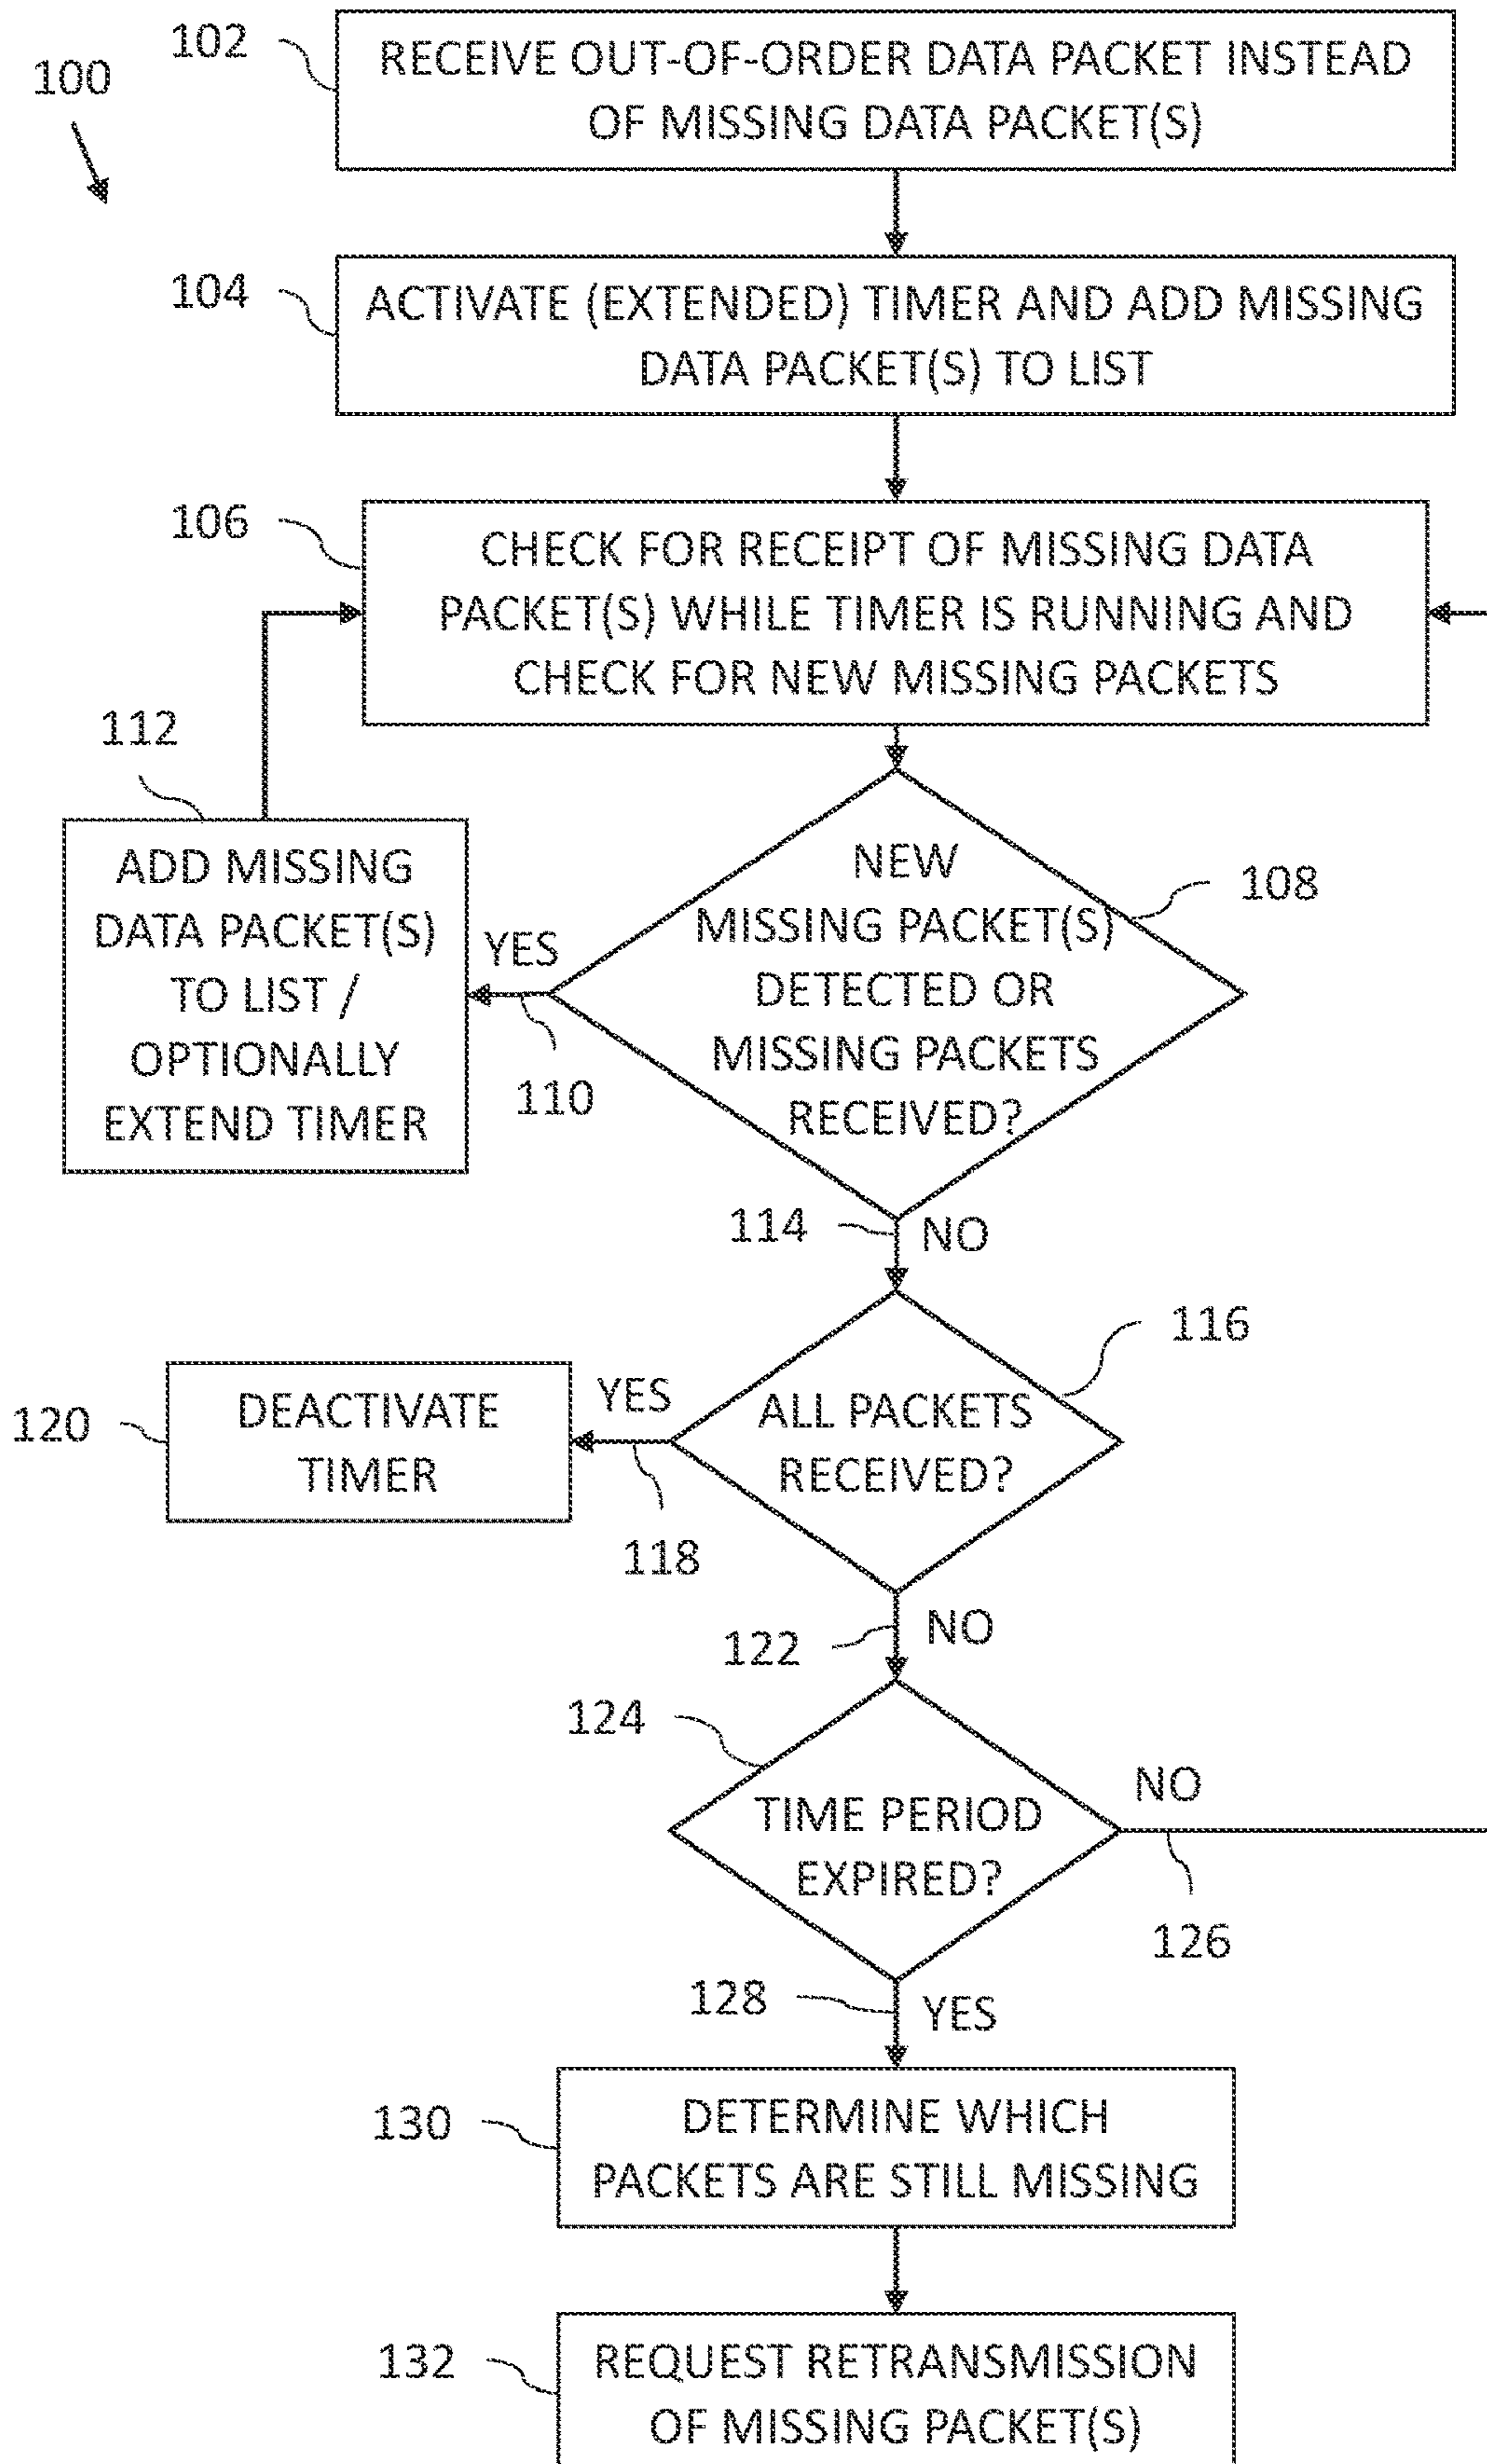 102
RECEIVE OUT-OF-ORDER DATA PACKET INSTEAD
OF MISSING DATA PACKET(S)
100
104
ACTIVATE (EXTENDED) TIMER AND ADD MISSING
DATA PACKET(S) TO LIST
106
CHECK FOR RECEIPT OF MISSING DATA
PACKET(S) WHILE TIMER IS RUNNING AND
CHECK FOR NEW MISSING PACKETS
112
ADD MISSING
DATA PACKET(S)
TO LIST /
OPTIONALLY
EXTEND TIMER
YES
110
NEW
MISSING PACKET(S)
DETECTED OR
MISSING PACKETS
RECEIVED?
108
114
NO
116
120
DEACTIVATE
TIMER
YES
118
ALL PACKETS
RECEIVED?
122
NO
124
TIME PERIOD
EXPIRED?
NO
126
128
YES
130
DETERMINE WHICH
PACKETS ARE STILL MISSING
132
REQUEST RETRANSMISSION
OF MISSING PACKET(S)